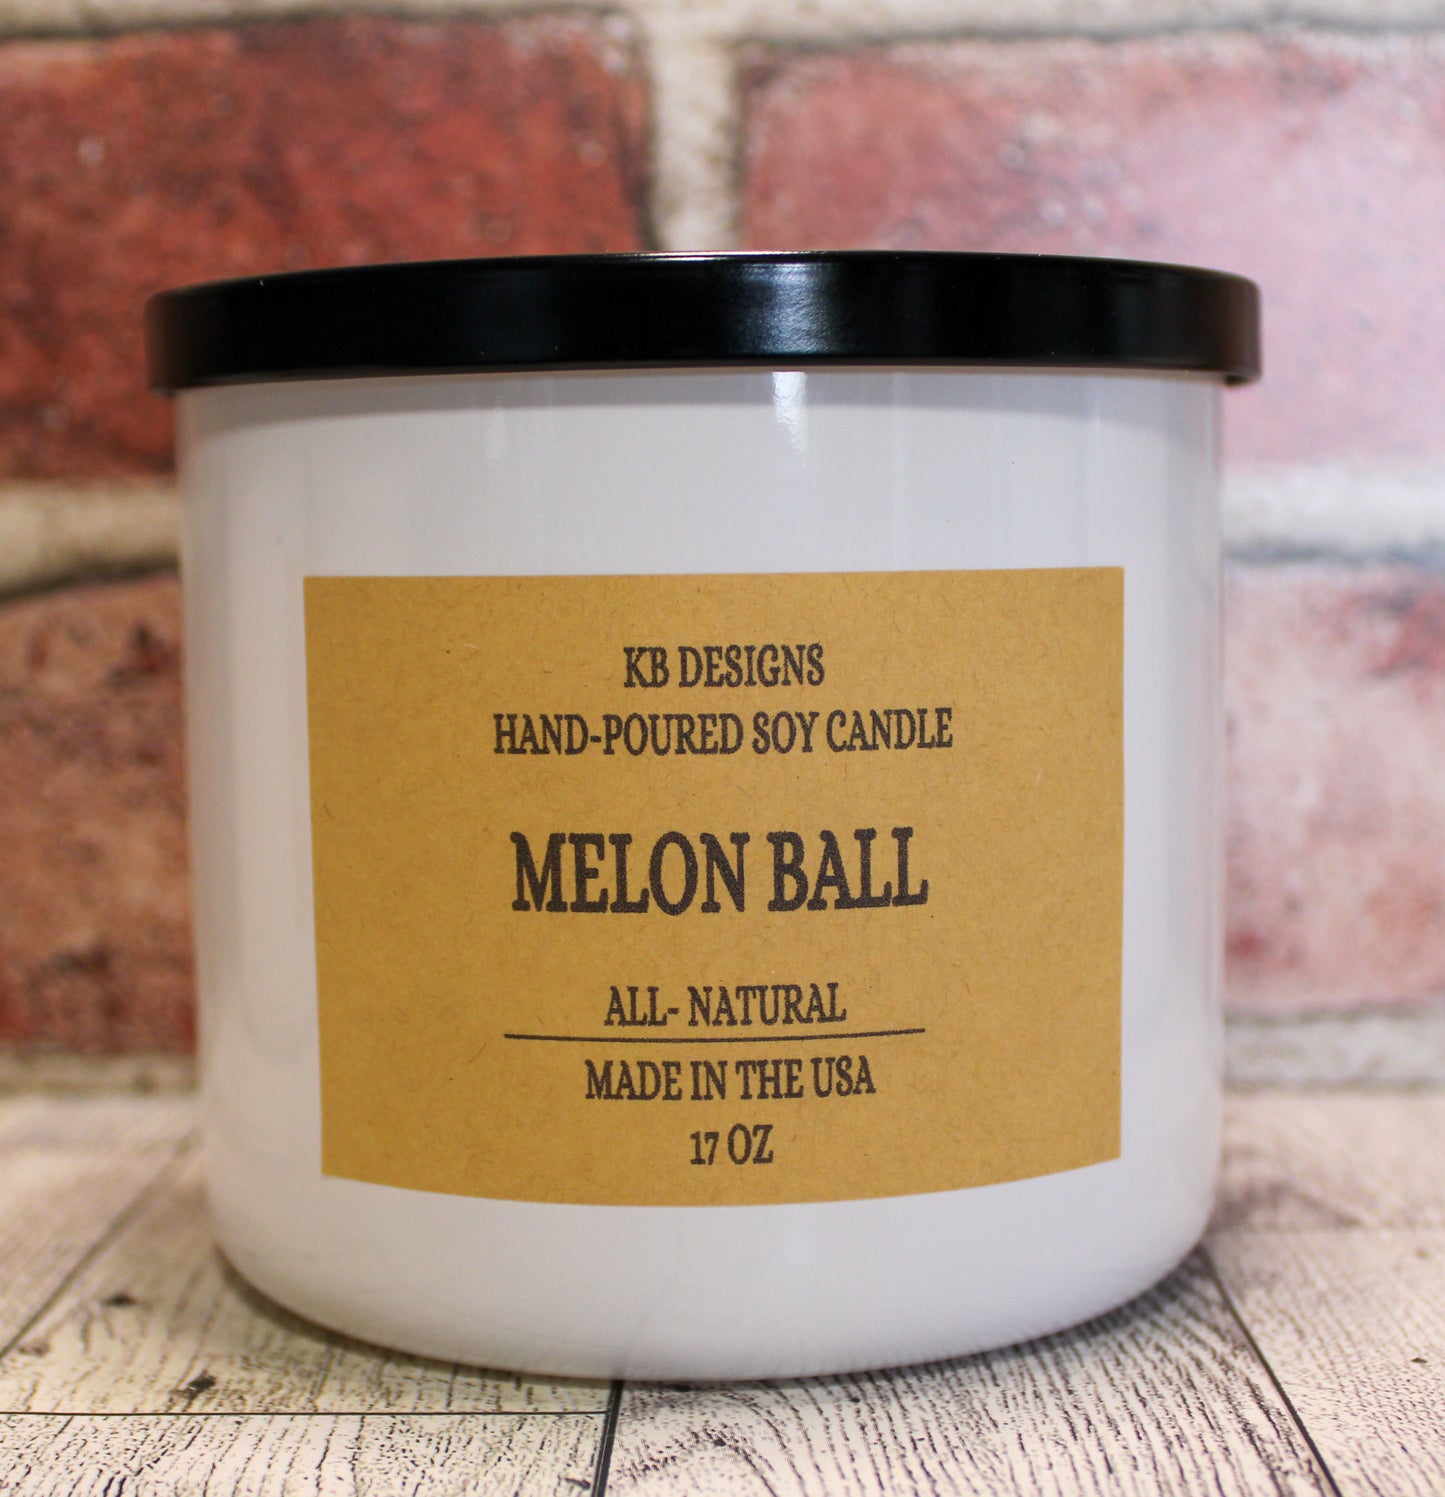 KB DESIGNS
HAND-POURED SOY CANDLE
MELON BALL
ALL- NATURAL
MADE IN THE USA
17 OZ